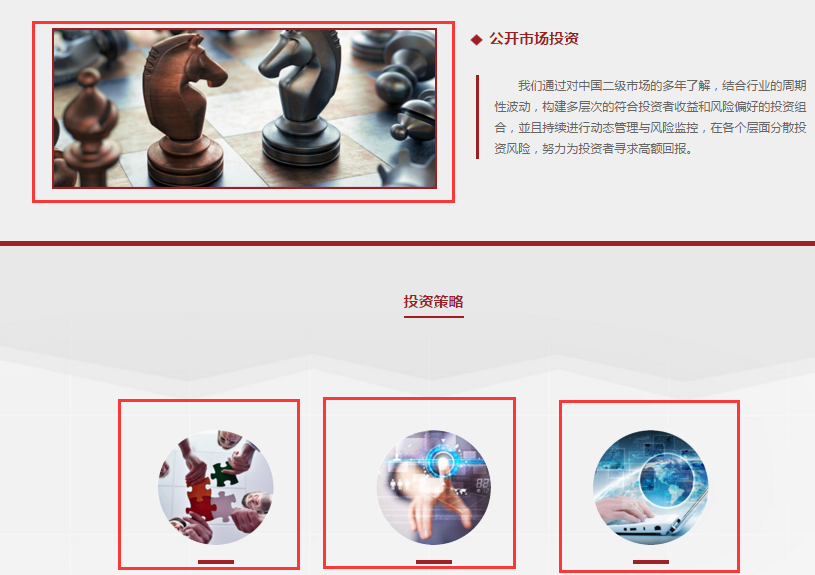 公开市场投资
我们通过对中国二级市场的多年了解，结合行业的周期
性波动，构建多层次的符合投资者收益和风险偏好的投资组
合，並且持续进行动态管理与风险监控，在各个层面分散投
资风险，努力为投资者寻求高额回报。
投资策略